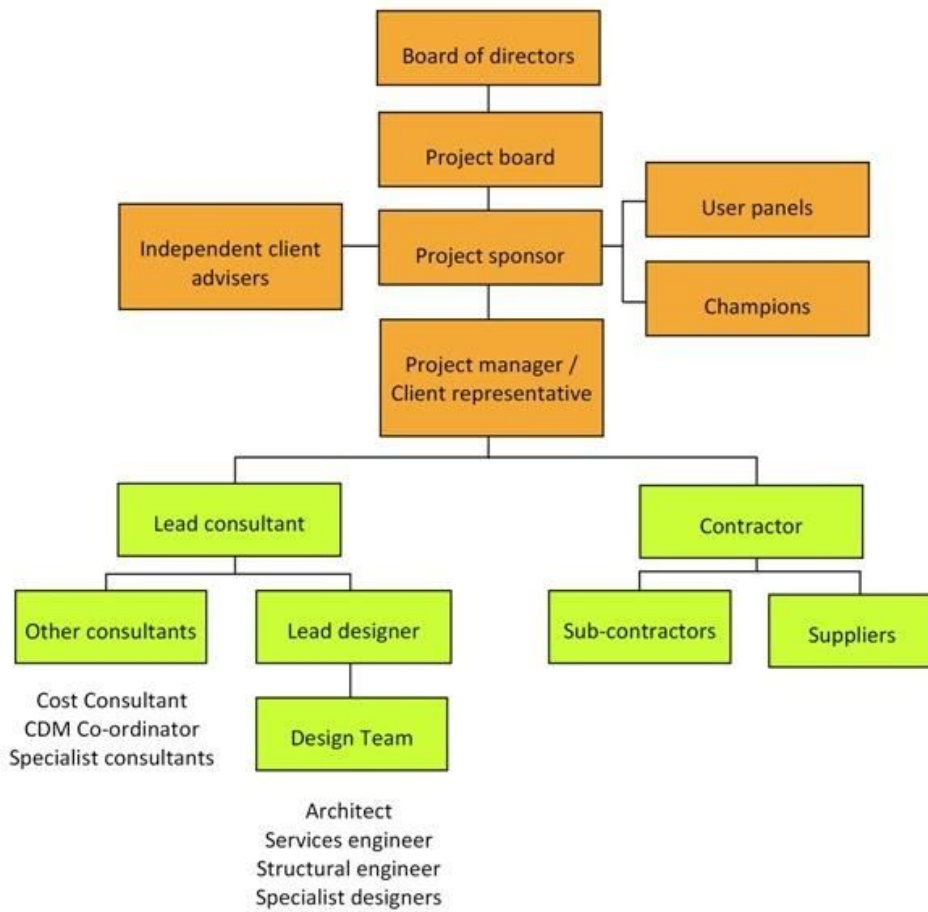 Board of directors
Project board
User panels
Independent client
advisers
Project sponsor
Champions
Project manager /
Client representative
Lead consultant
Contractor
Other consultants
Lead designer
Sub-contractors
Suppliers
Cost Consultant
CDM Co-ordinator
Specialist consultants
Design Team
Architect
Services engineer
Structural engineer
Specialist designers